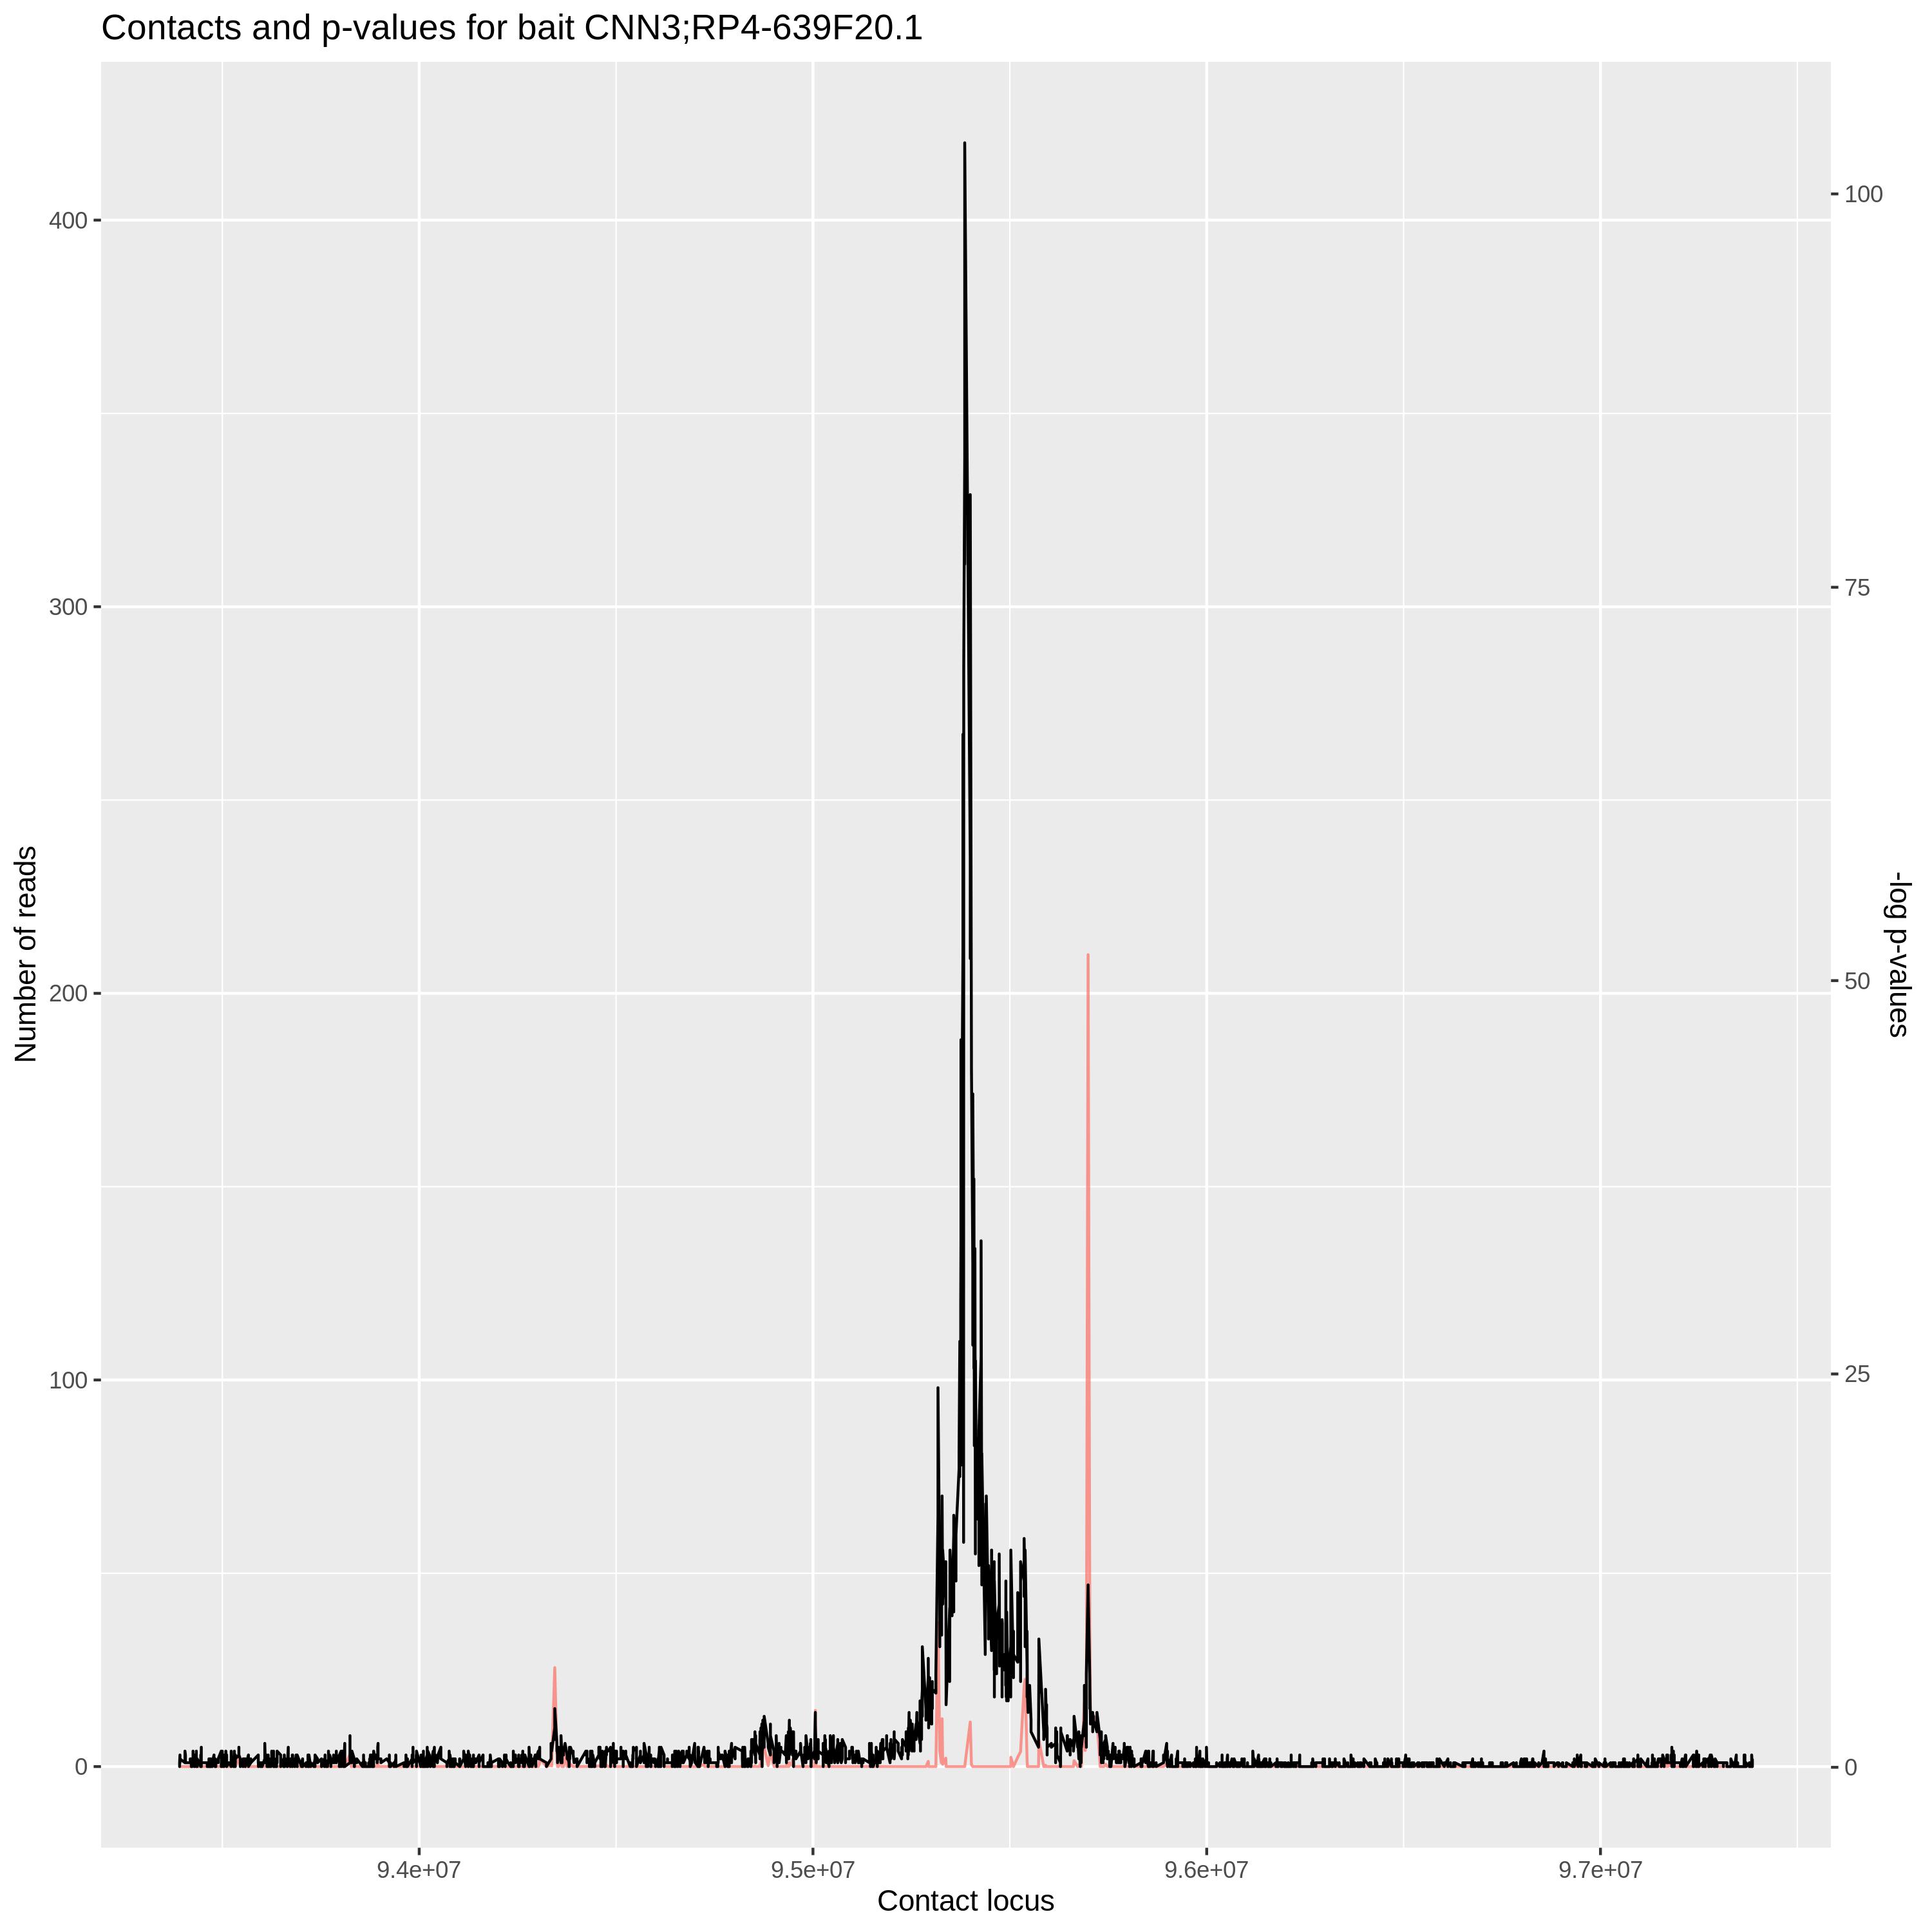 Contacts and p-values for bait CNN3;RP4-639F20.1
400
300
200
100
0
Number of reads
100
75
50
25
0
-log p-values
9.4e+07
9.5e+07
9.6e+07
9.7e+07
Contact locus